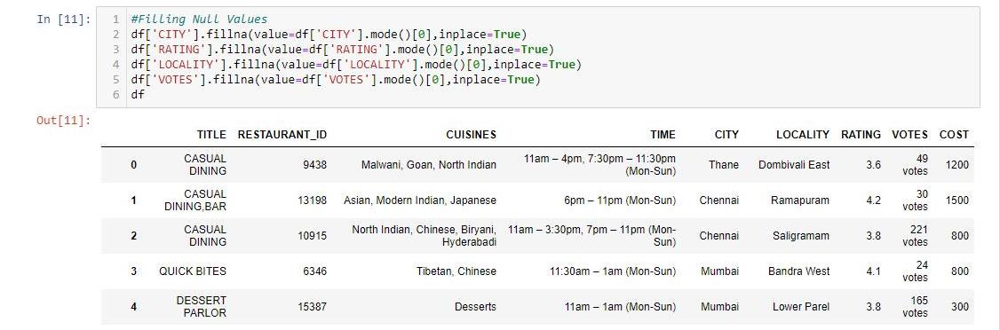 In [11]:
1 #Filling Null Values
2 df['CITY'].fillna(value=df['CITY'].mode()[0],inplace=True)
3 df['RATING'].fillna(value=df['RATING'].mode()[0],inplace=True)
4 df['LOCALITY'].fillna(value=df['LOCALITY'].mode()[0],inplace=True)
5 df['VOTES'].fillna(value=df['VOTES'].mode()[0],inplace=True)
6 df
Out[11]:
TITLE RESTAURANT_ID CUISINES TIME CITY LOCALITY RATING VOTES COST
0 CASUAL DINING 9438 Malwani, Goan, North Indian 11am – 4pm, 7:30pm – 11:30pm (Mon-Sun) Thane Dombivali East 3.6 49 votes 1200
1 CASUAL DINING,BAR 13198 Asian, Modern Indian, Japanese 6pm – 11pm (Mon-Sun) Chennai Ramapuram 4.2 30 votes 1500
2 CASUAL DINING 10915 North Indian, Chinese, Biryani, Hyderabadi 11am – 3:30pm, 7pm – 11pm (Mon-Sun) Chennai Saligramam 3.8 221 votes 800
3 QUICK BITES 6346 Tibetan, Chinese 11:30am – 1am (Mon-Sun) Mumbai Bandra West 4.1 24 votes 800
4 DESSERT PARLOR 15387 Desserts 11am – 1am (Mon-Sun) Mumbai Lower Parel 3.8 165 votes 300